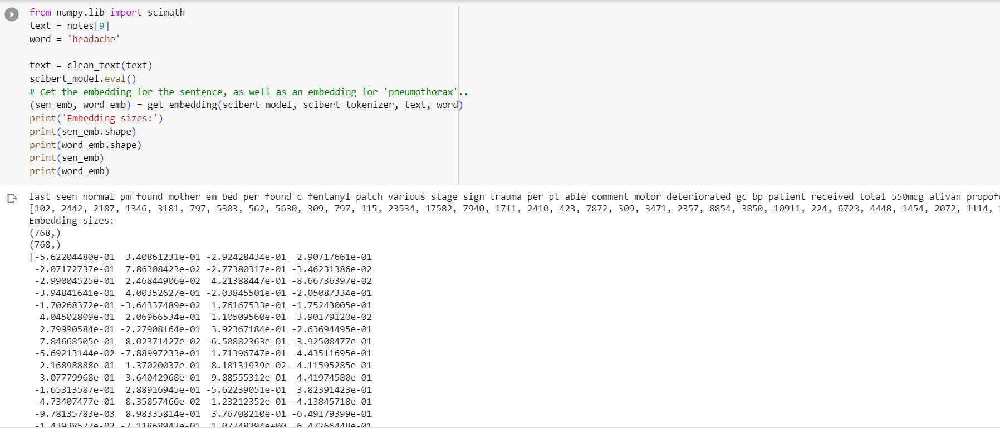 from numpy.lib import scimath
text = notes[9]
word = 'headache'
text = clean_text(text)
scibert_model.eval()
# Get the embedding for the sentence, as well as an embedding for 'pneumothorax'..
(sen_emb, word_emb) = get_embedding(scibert_model, scibert_tokenizer, text, word)
print('Embedding sizes:')
print(sen_emb.shape)
print(word_emb.shape)
print(sen_emb)
print(word_emb)
last seen normal pm found mother em bed per found c fentanyl patch various stage sign trauma per pt able comment motor deteriorated gc bp patient received total 550mcg ativan
[102, 2442, 2187, 1346, 3181, 797, 5303, 562, 5630, 309, 797, 115, 23534, 17582, 7940, 1711, 2410, 423, 7872, 309, 3471, 2357, 8854, 3850, 10911, 224, 6723, 4448, 1454, 2072, 1114,
Embedding sizes:
(768,)
(768,)
[-5.62204480e-01 3.40861231e-01 -2.92428434e-01 2.90717661e-01
-2.07172737e-01 7.86308423e-02 -2.77380317e-01 -3.46231386e-02
-2.99004525e-01 2.46844906e-02 4.21388447e-01 -8.66736397e-02
-3.94841641e-01 4.00352627e-01 -2.03845501e-01 -2.05087334e-01
-1.70268372e-01 -3.64337489e-02 1.76167533e-01 -1.75243005e-01
4.04502809e-01 2.06966534e-01 1.10509560e-01 3.90179120e-02
2.79990584e-01 -2.27908164e-01 3.92367184e-01 -2.63694495e-01
7.84668505e-01 -8.02371427e-02 -6.50882363e-01 -3.92508477e-01
-5.69213144e-02 -7.88997233e-01 1.71396747e-01 4.43511695e-01
2.16898888e-01 1.37020037e-01 -8.18131939e-02 -4.11595285e-01
3.07779968e-01 -3.64042968e-01 9.88555312e-01 4.41974580e-01
-1.65313587e-01 2.88916945e-01 -5.62239051e-01 3.82391423e-01
-4.73407477e-01 -8.35857466e-02 1.23212352e-01 -4.13845718e-01
-9.78135783e-03 8.98335814e-01 3.76708210e-01 -6.49179399e-01
-1.43938577e-02 -7.11868942e-01 1.07748294e+00 6.47266448e-01